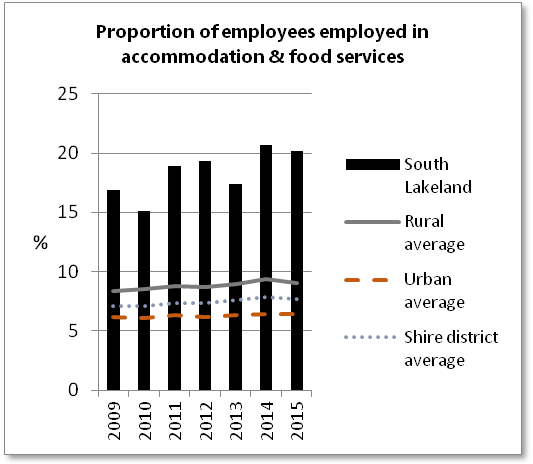 Proportion of employees employed in
accommodation & food services
25
20
15
10
5
0
%
2009
2010
2011
2012
2013
2014
2015
South
Lakeland
Rural
average
Urban
average
Shire district
average